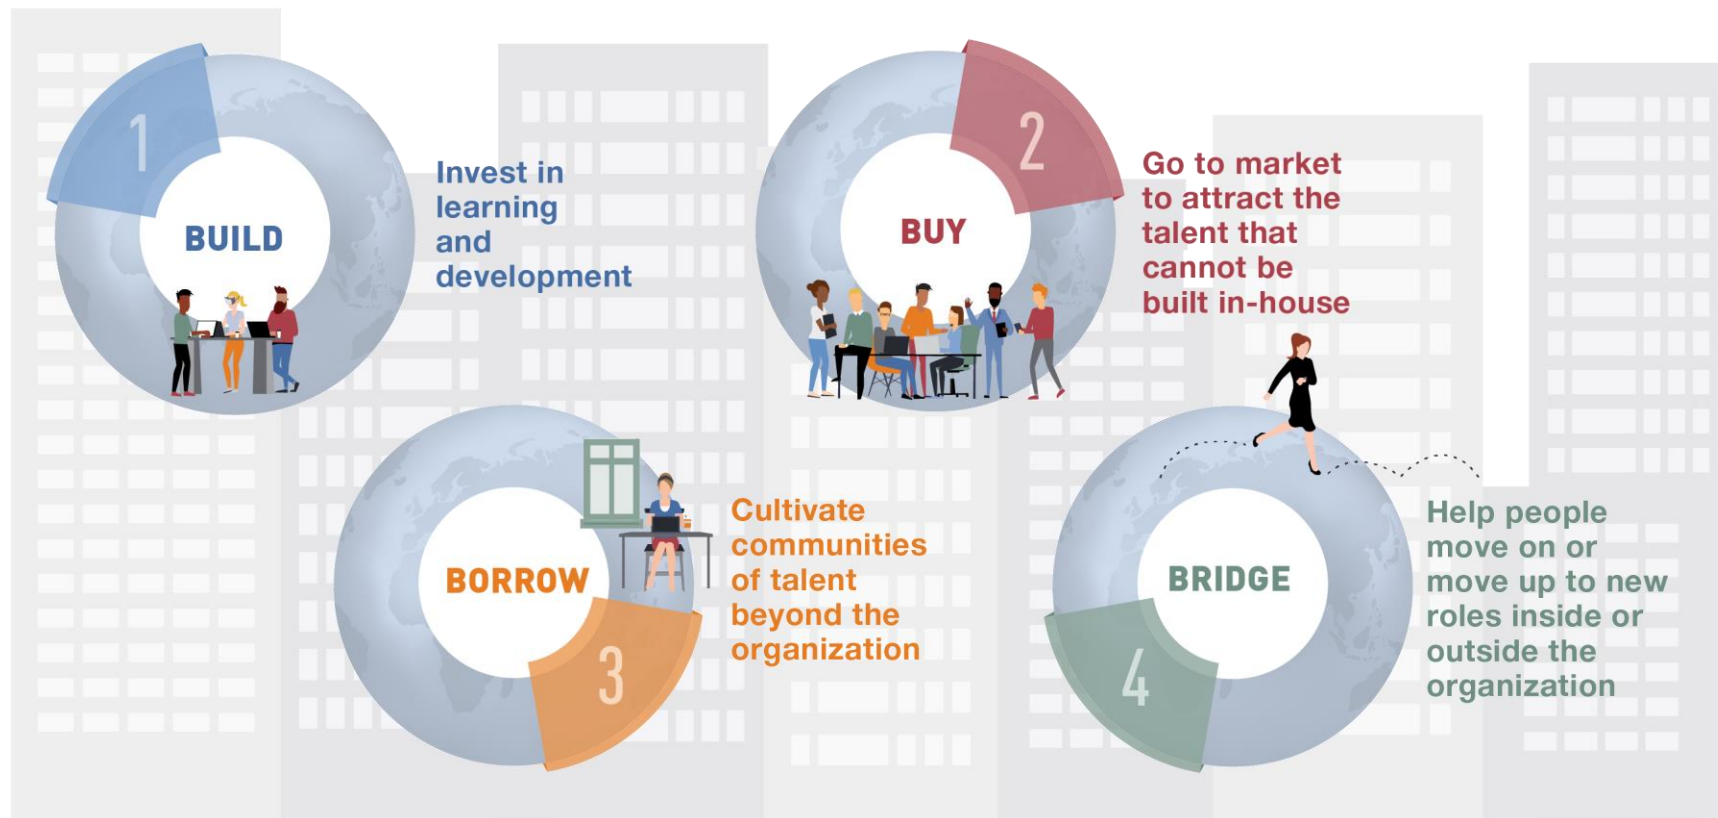 1
BUILD
Invest in
learning
and
development
2
BUY
Go to market
to attract the
talent that
cannot be
built in-house
3
BORROW
Cultivate
communities
of talent
beyond the
organization
4
BRIDGE
Help people
move on or
move up to new
roles inside or
outside the
organization